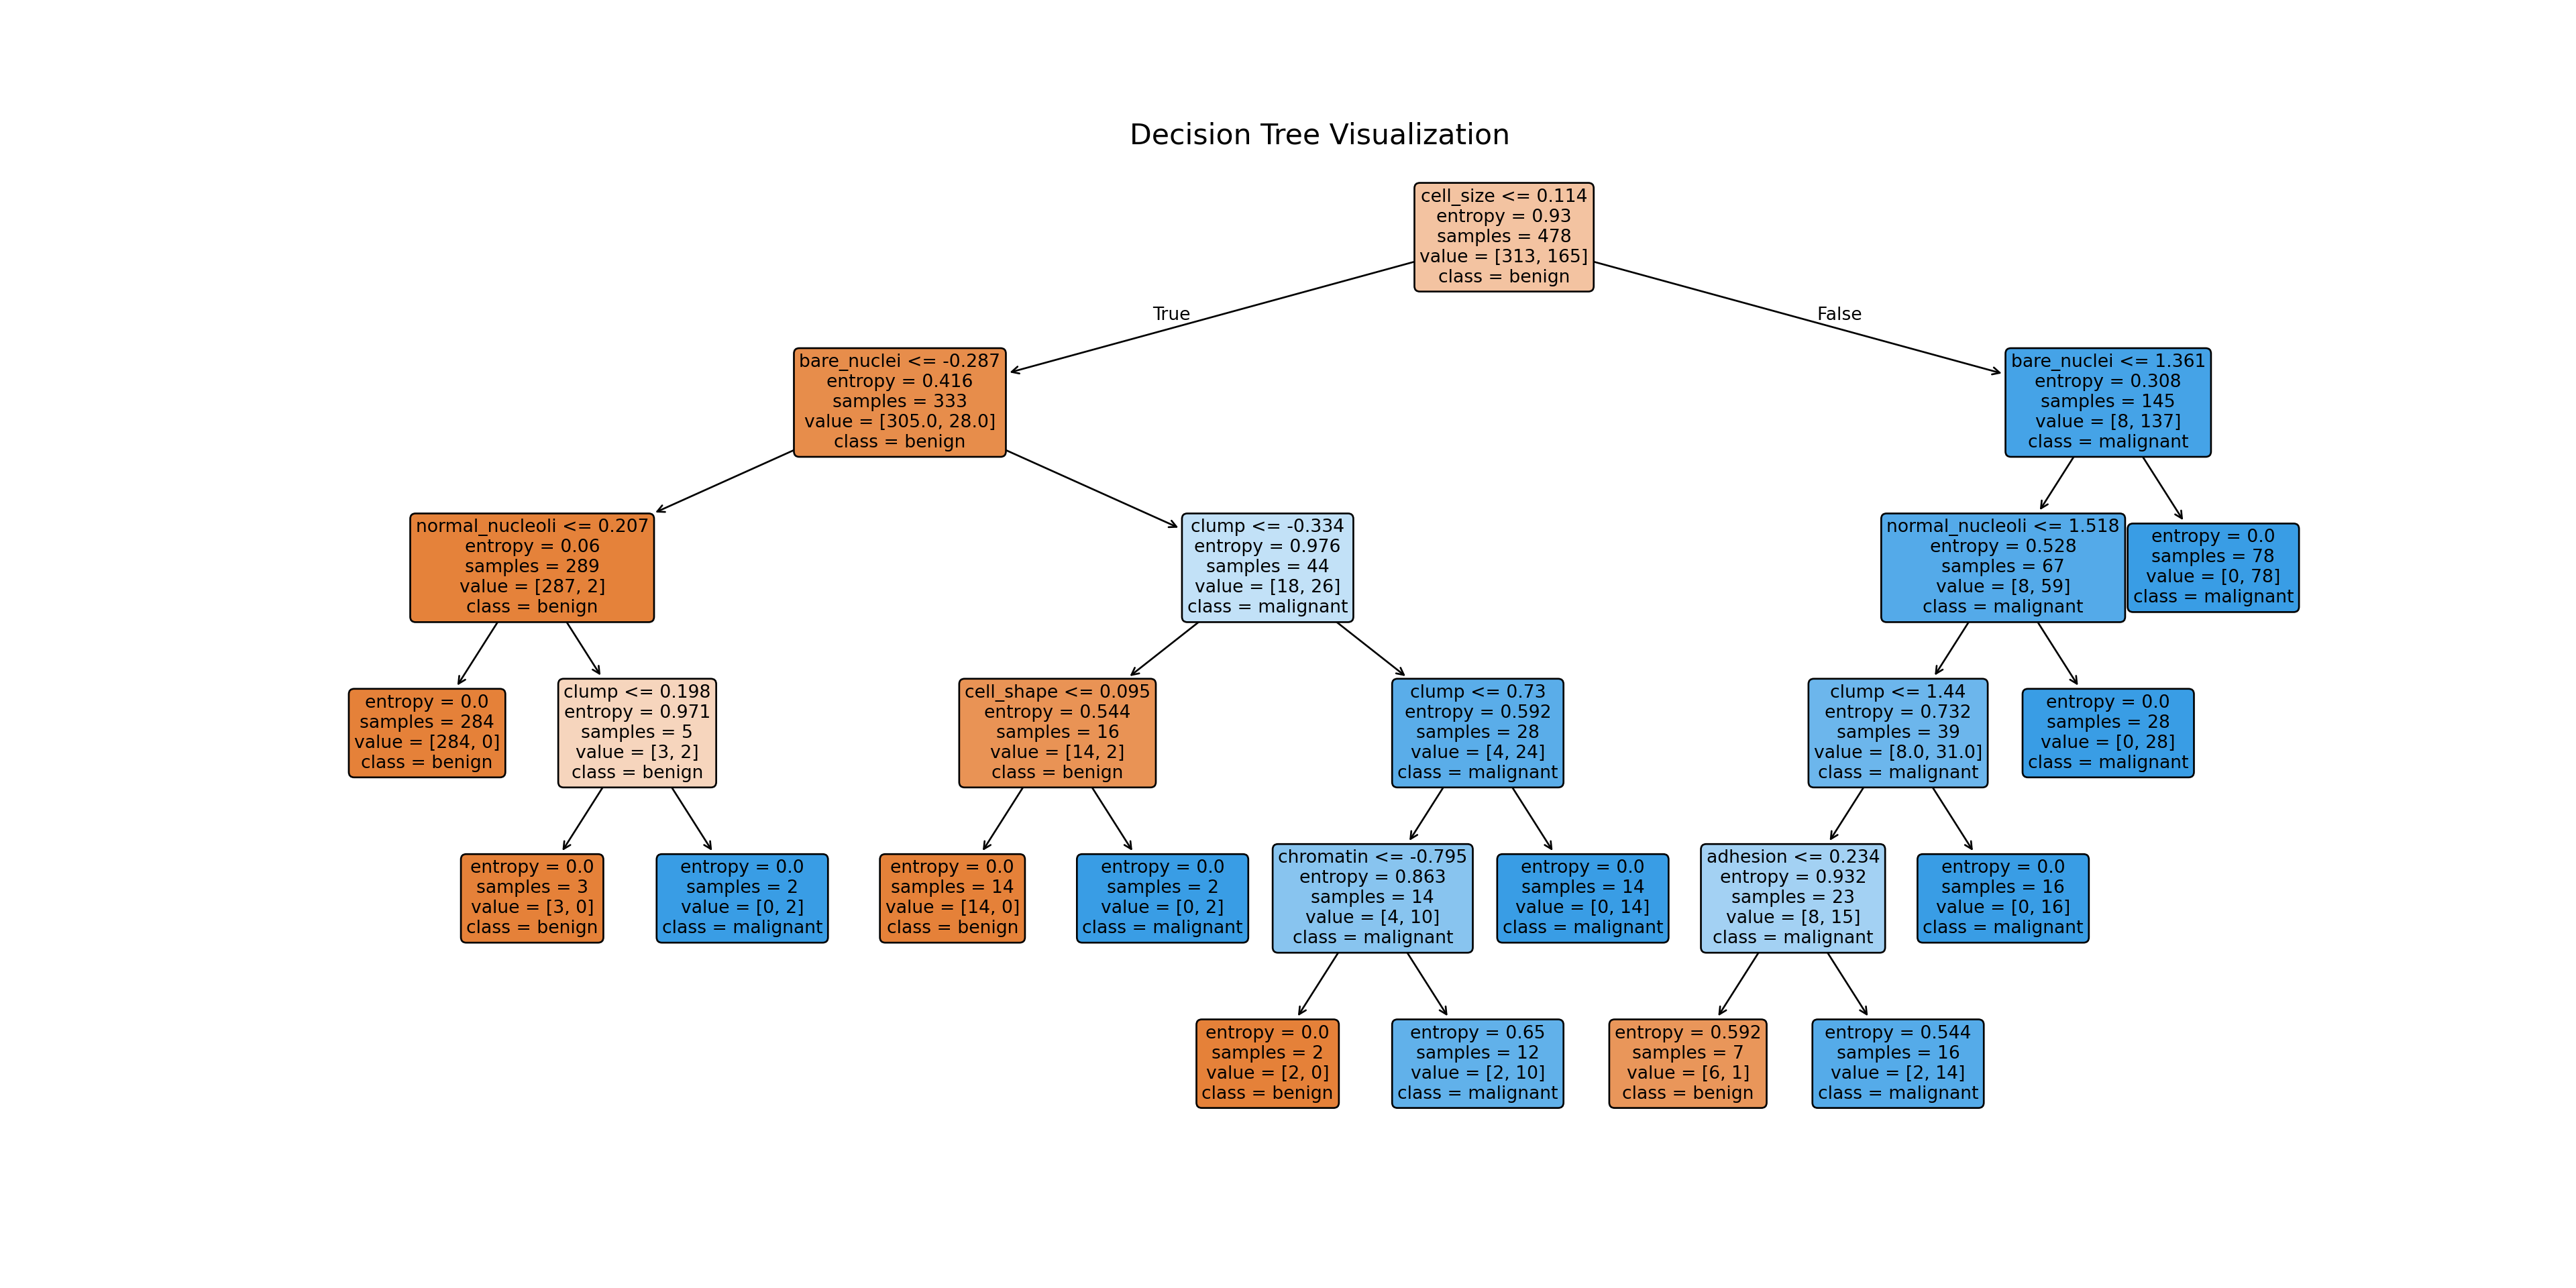 Decision Tree Visualization
cell_size <= 0.114
entropy = 0.93
samples = 478
value = [313, 165]
class = benign
True
False
bare_nuclei <= -0.287
entropy = 0.416
samples = 333
value = [305.0, 28.0]
class = benign
bare_nuclei <= 1.361
entropy = 0.308
samples = 145
value = [8, 137]
class = malignant
normal_nucleoli <= 0.207
entropy = 0.06
samples = 289
value = [287, 2]
class = benign
clump <= -0.334
entropy = 0.976
samples = 44
value = [18, 26]
class = malignant
normal_nucleoli <= 1.518
entropy = 0.528
samples = 67
value = [8, 59]
class = malignant
entropy = 0.0
samples = 78
value = [0, 78]
class = malignant
entropy = 0.0
samples = 284
value = [284, 0]
class = benign
clump <= 0.198
entropy = 0.971
samples = 5
value = [3, 2]
class = benign
cell_shape <= 0.095
entropy = 0.544
samples = 16
value = [14, 2]
class = benign
clump <= 0.73
entropy = 0.592
samples = 28
value = [4, 24]
class = malignant
clump <= 1.44
entropy = 0.732
samples = 39
value = [8.0, 31.0]
class = malignant
entropy = 0.0
samples = 28
value = [0, 28]
class = malignant
entropy = 0.0
samples = 3
value = [3, 0]
class = benign
entropy = 0.0
samples = 2
value = [0, 2]
class = malignant
entropy = 0.0
samples = 14
value = [14, 0]
class = benign
entropy = 0.0
samples = 2
value = [0, 2]
class = malignant
chromatin <= -0.795
entropy = 0.863
samples = 14
value = [4, 10]
class = malignant
entropy = 0.0
samples = 14
value = [0, 14]
class = malignant
adhesion <= 0.234
entropy = 0.932
samples = 23
value = [8, 15]
class = malignant
entropy = 0.0
samples = 16
value = [0, 16]
class = malignant
entropy = 0.0
samples = 2
value = [2, 0]
class = benign
entropy = 0.65
samples = 12
value = [2, 10]
class = malignant
entropy = 0.592
samples = 7
value = [6, 1]
class = benign
entropy = 0.544
samples = 16
value = [2, 14]
class = malignant